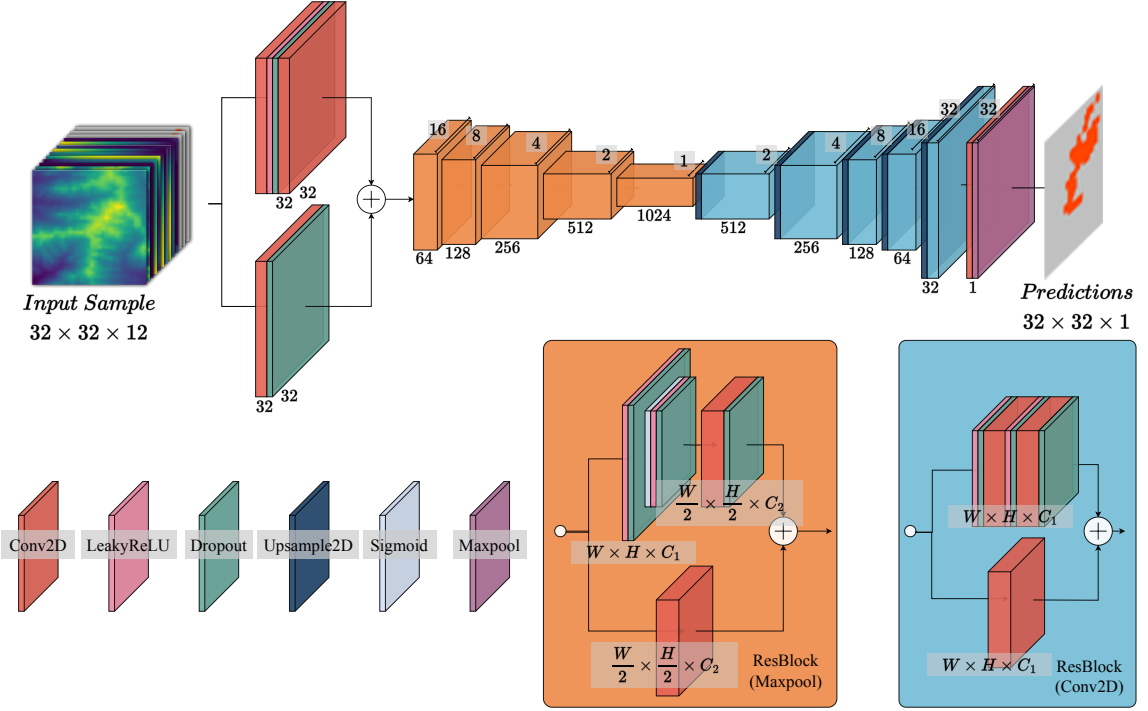 32 32
32 32
Input Sample
32 × 32 × 12
16 8 4 2 1 2 4 8 16 32 32
64 128 256 512 1024 512 256 128 64 32 1
Predictions
32 × 32 × 1
Conv2D LeakyReLU Dropout Upsample2D Sigmoid Maxpool
W/2 × H/2 × C₂
W × H × C₁
W/2 × H/2 × C₂
ResBlock
(Maxpool)
W × H × C₁
W × H × C₁
ResBlock
(Conv2D)